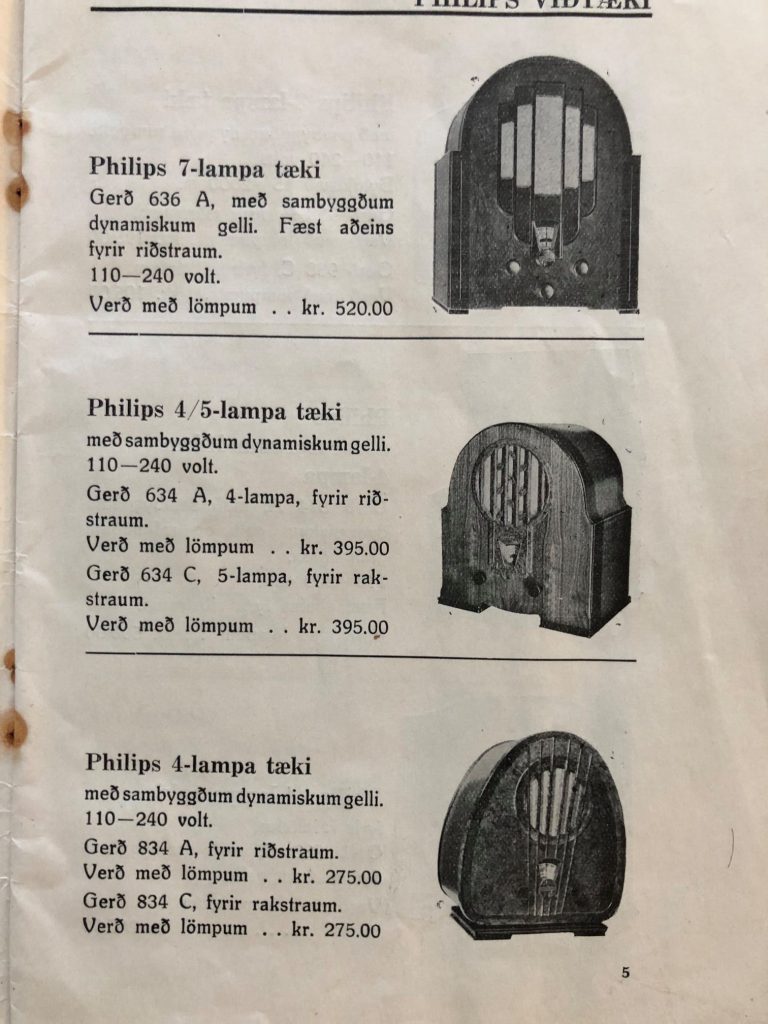 PHILIPS VIÐTÆKI
Philips 7-lampa tæki
Gerð 636 A, með sambyggðum
dynamiskum gelli. Fæst aðeins
fyrir riðstraum.
110—240 volt.
Verð með lömpum . . kr. 520.00
Philips 4/5-lampa tæki
með sambyggðum dynamiskum gelli.
110—240 volt.
Gerð 634 A, 4-lampa, fyrir rið-
straum.
Verð með lömpum . . kr. 395.00
Gerð 634 C, 5-lampa, fyrir rak-
straum.
Verð með lömpum . . kr. 395.00
Philips 4-lampa tæki
með sambyggðum dynamiskum gelli.
110—240 volt.
Gerð 834 A, fyrir riðstraum.
Verð með lömpum . . kr. 275.00
Gerð 834 C, fyrir rakstraum.
Verð með lömpum . . kr. 275.00
5